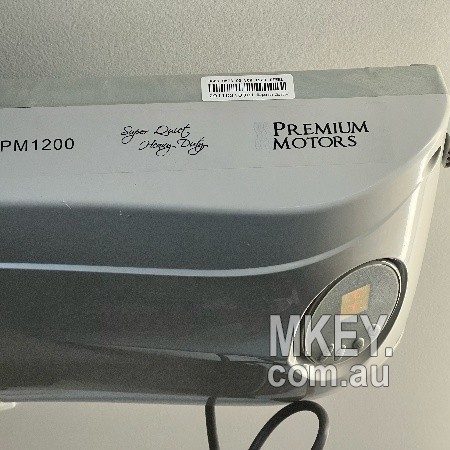 PM1200
Super Quiet
Heavy-Duty
PREMIUM
MOTORS
MKEY.
com.au